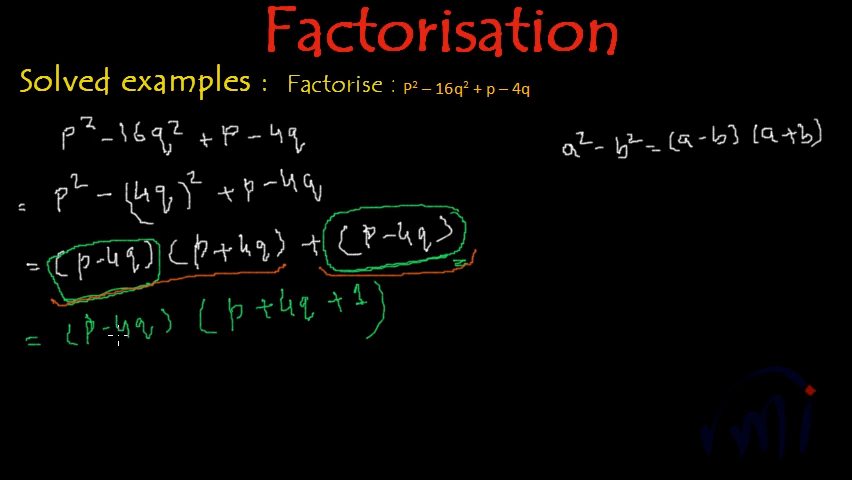 Factorisation
Solved examples : Factorise : P² – 16q² + p – 4q
p² - 16q² + p - 4q
a² - b² = (a - b) (a + b)
= p² - (4q)² + p - 4q
= (p - 4q) (p + 4q) + (p - 4q)
= (p - 4q) (p + 4q + 1)
rmi